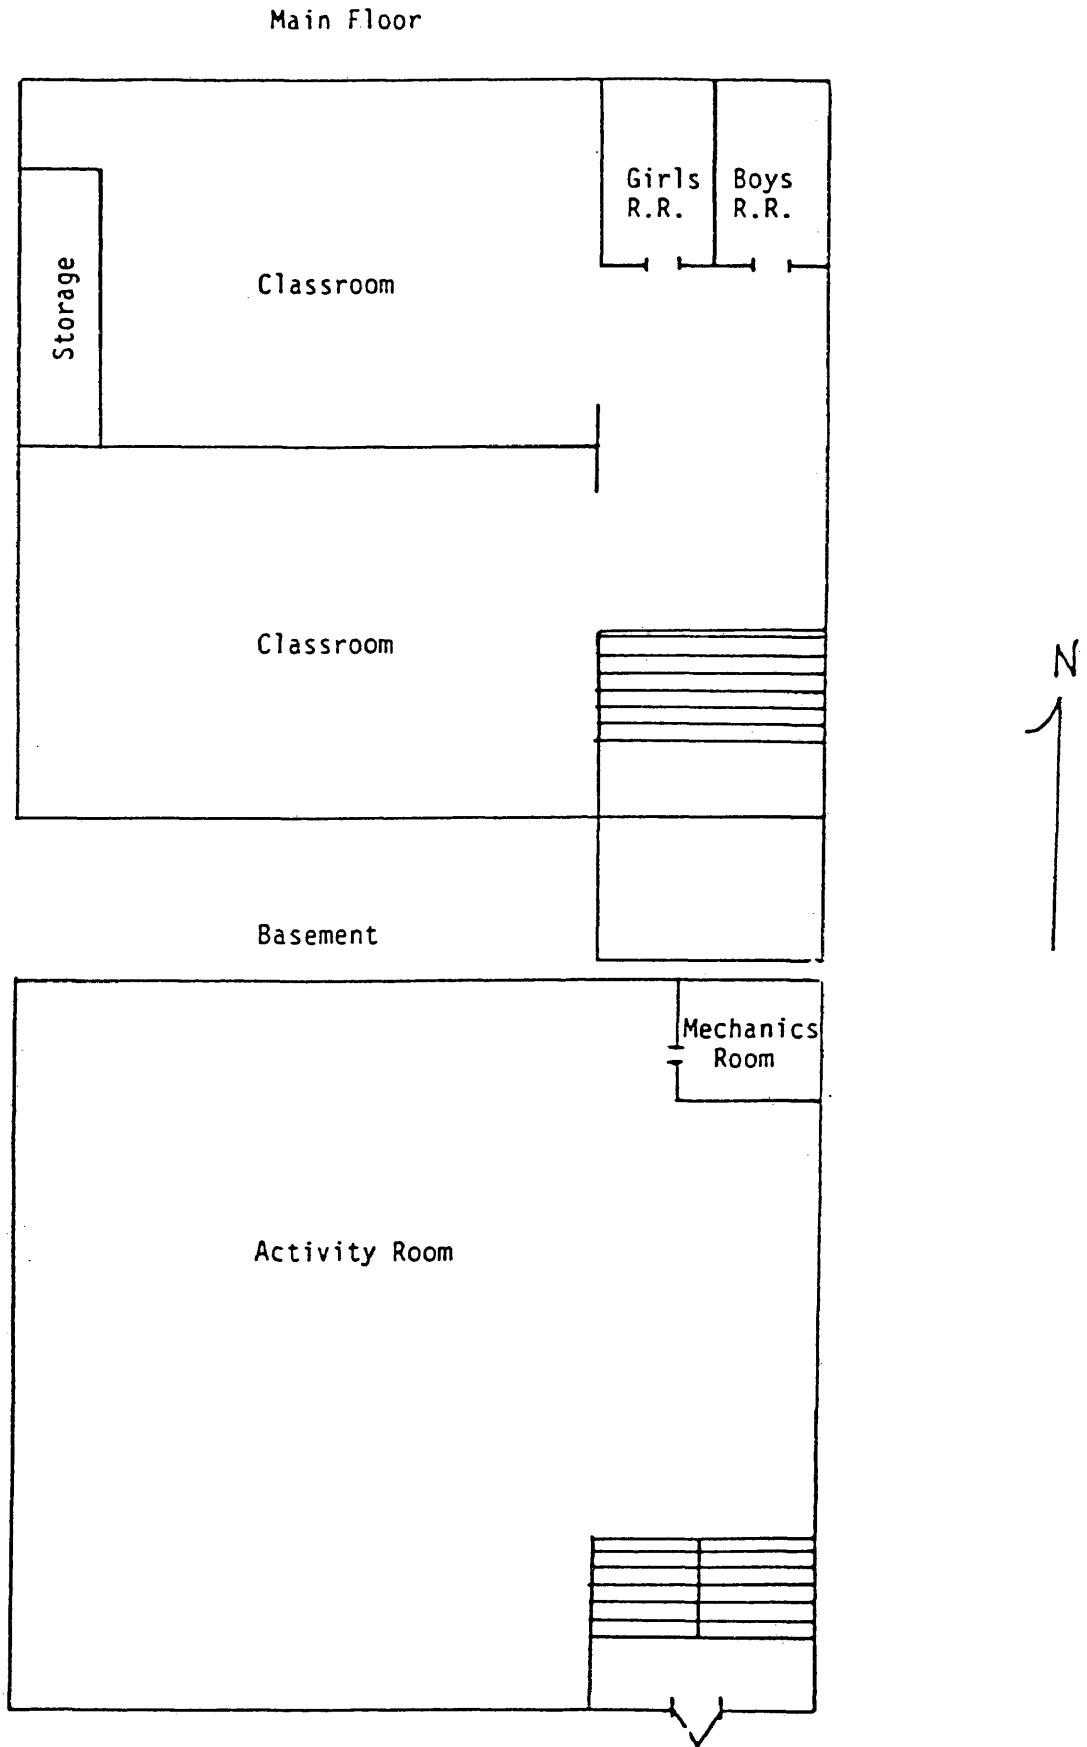 Main Floor
Girls
R.R.
Boys
R.R.
Storage
Classroom
Classroom
N
Basement
Mechanics
Room
Activity Room